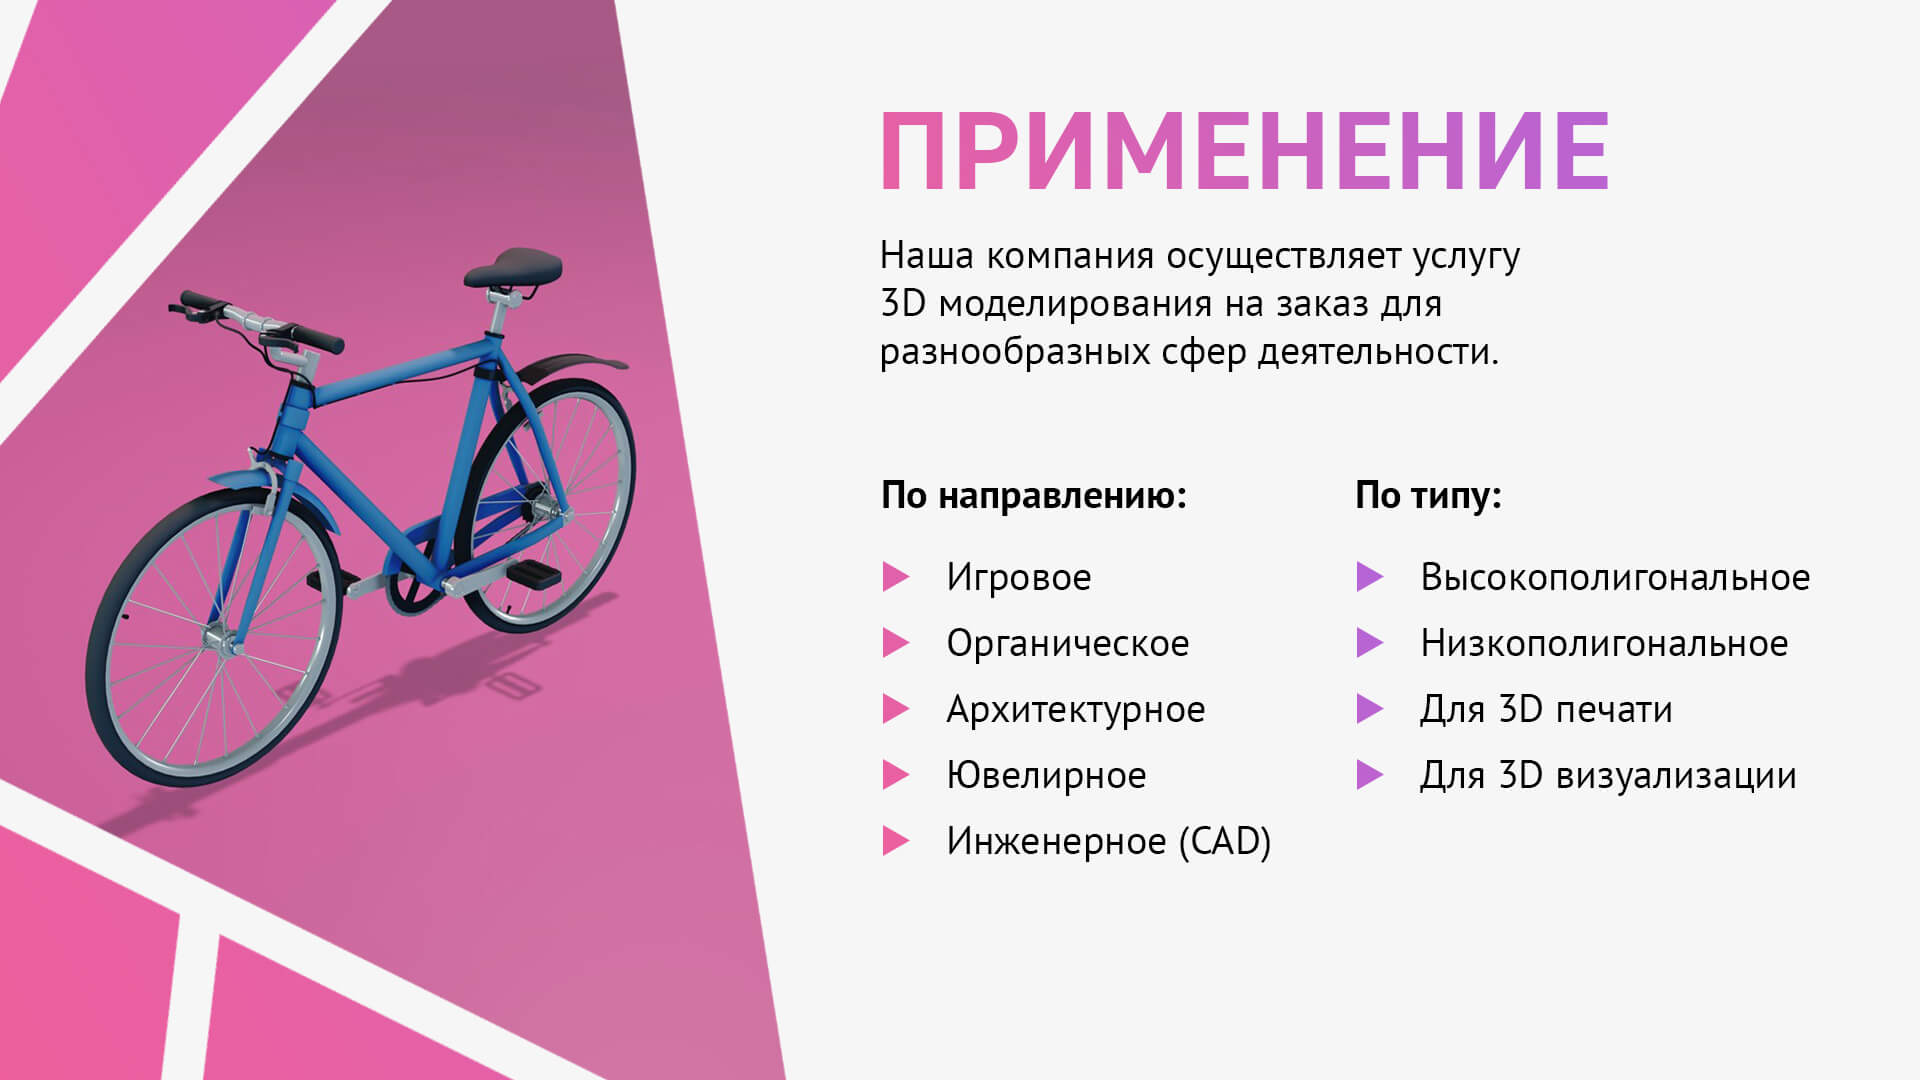 ПРИМЕНЕНИЕ
Наша компания осуществляет услугу
3D моделирования на заказ для
разнообразных сфер деятельности.
По направлению:
Игровое
Органическое
Архитектурное
Ювелирное
Инженерное (CAD)
По типу:
Высокополигональное
Низкополигональное
Для 3D печати
Для 3D визуализации